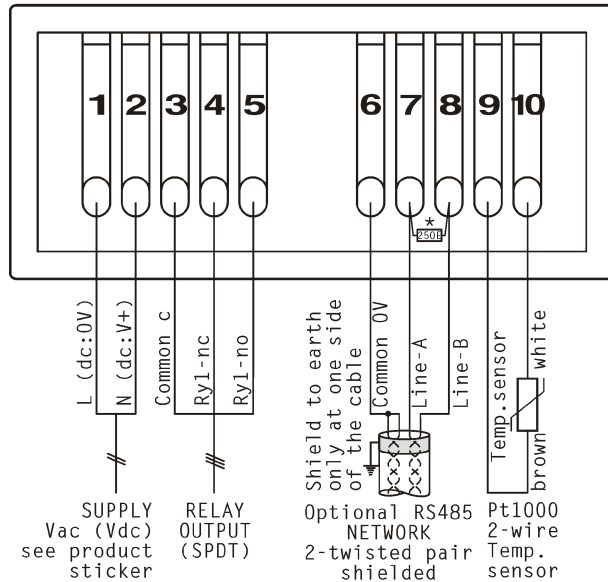 1 2 3 4 5 6 7 8 9 10
*
250E
L (dc:0V)
N (dc:V+)
Common c
Ry1-nc
Ry1-no
Shield to earth
only at one side
of the cable
Common 0V
Line-A
Line-B
Temp.sensor
white
brown
SUPPLY
Vac (Vdc)
see product
sticker
RELAY
OUTPUT
(SPDT)
Optional RS485
NETWORK
2-twisted pair
shielded
Pt1000
2-wire
Temp.
sensor